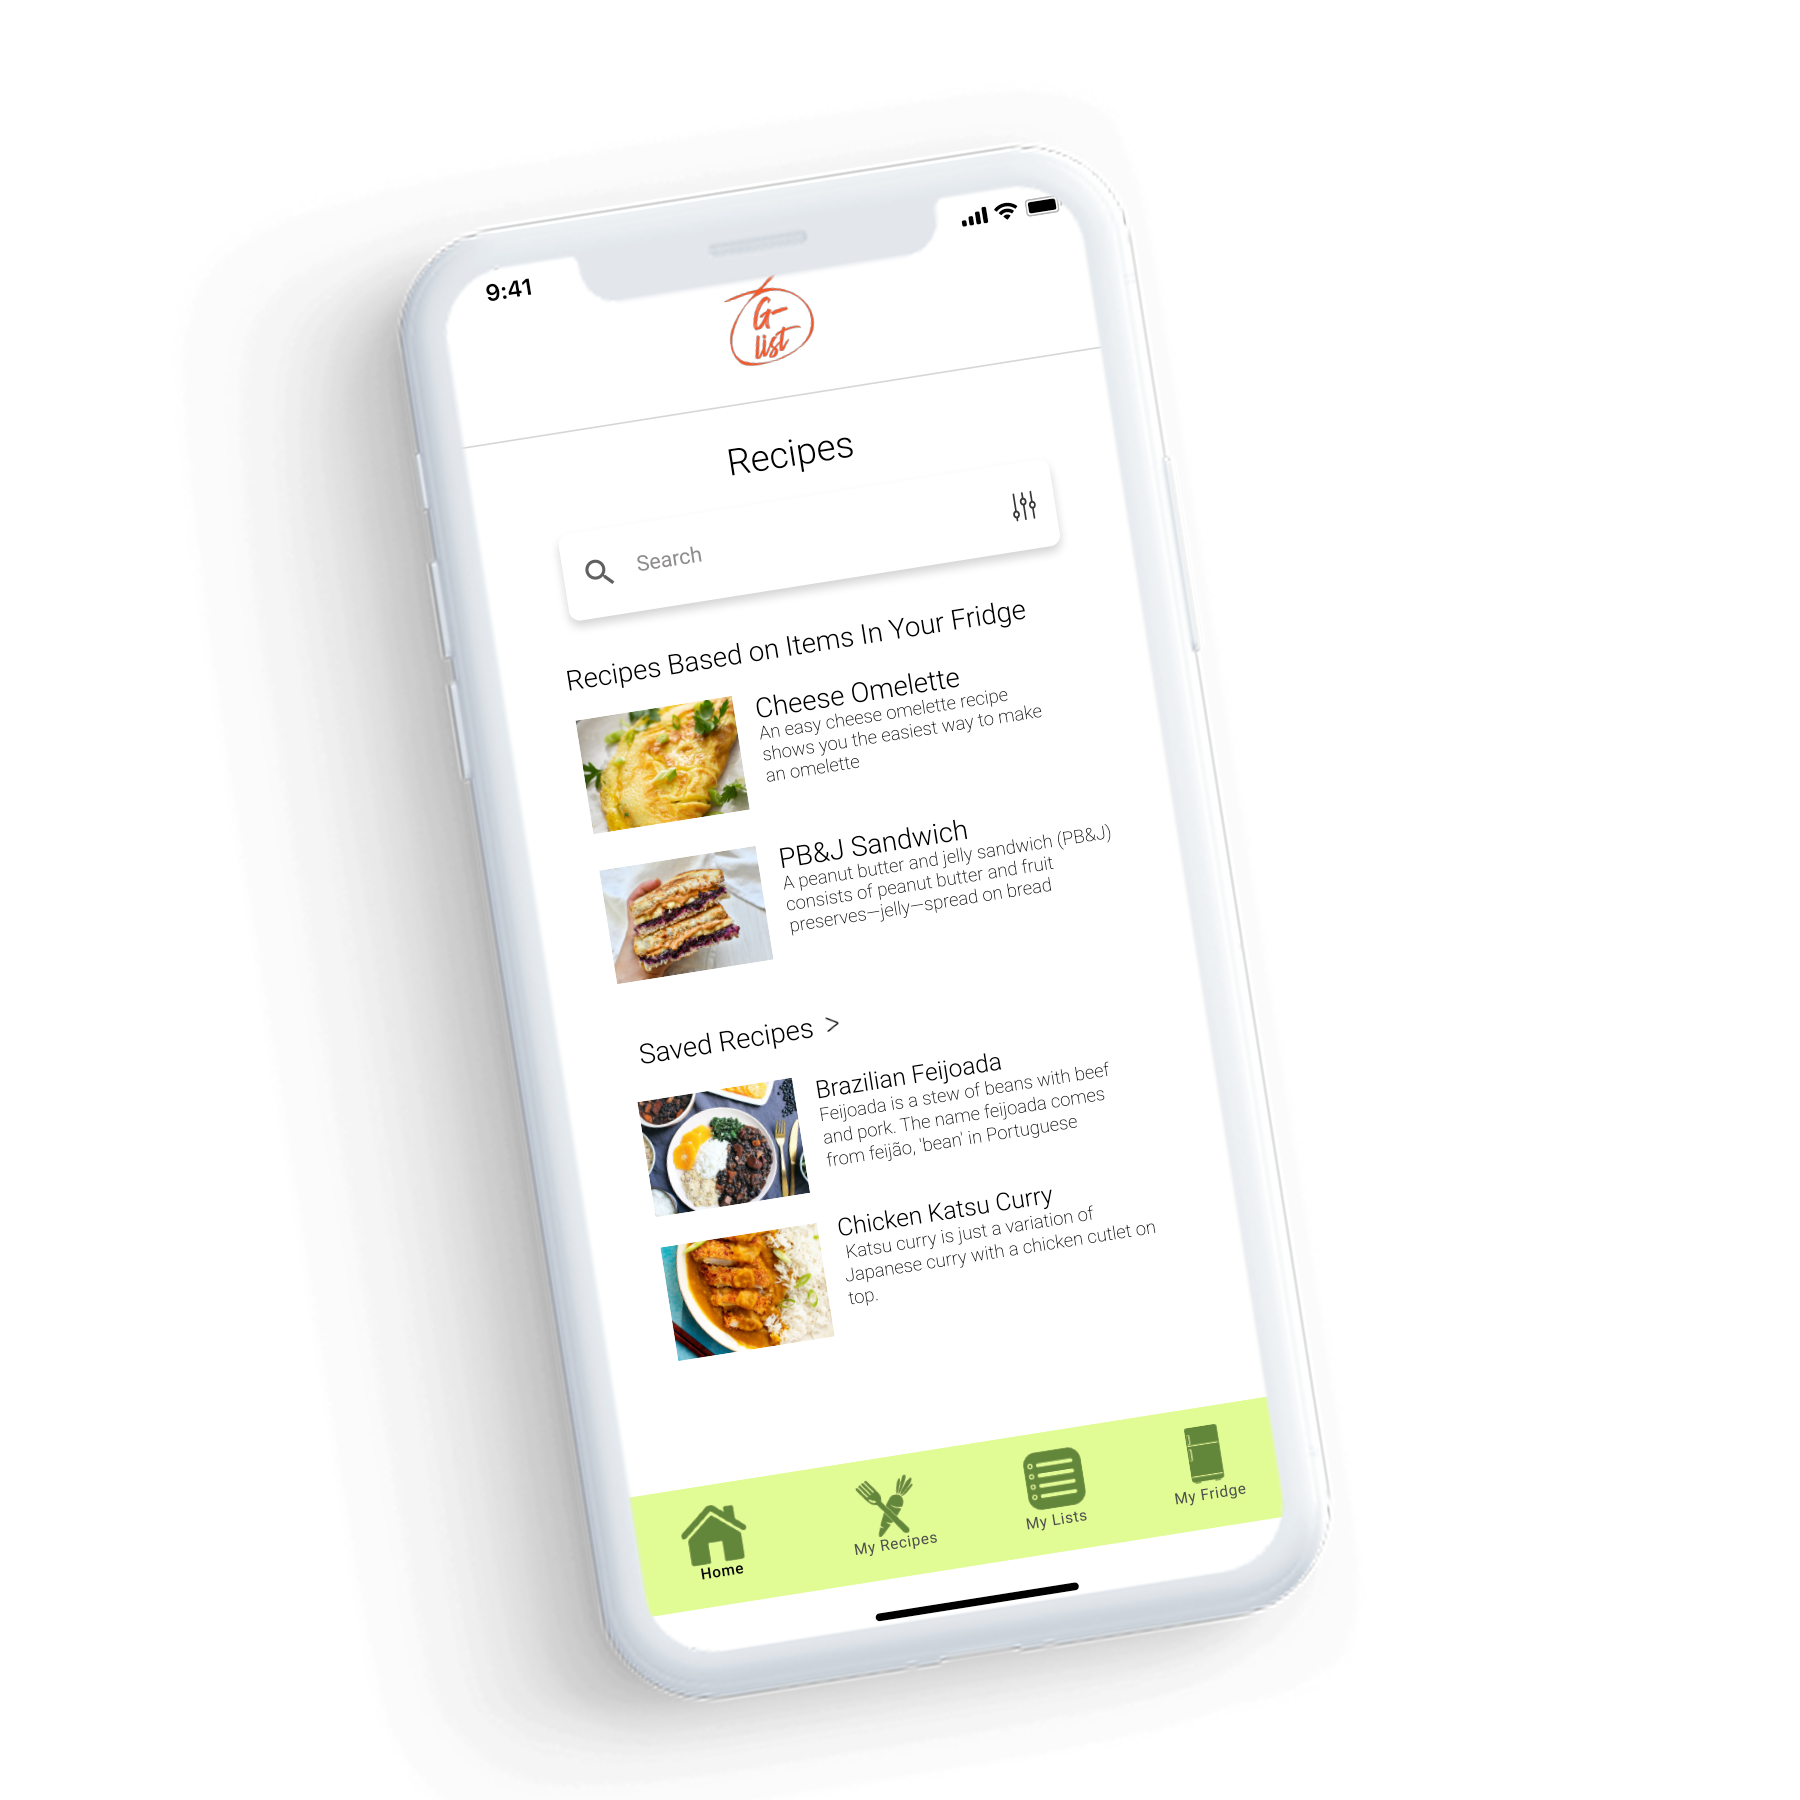 9:41
G-
list
Recipes
Search
Recipes Based on Items In Your Fridge
Cheese Omelette
An easy cheese omelette recipe
shows you the easiest way to make
an omelette
PB&J Sandwich
A peanut butter and jelly sandwich (PB&J)
consists of peanut butter and fruit
preserves—jelly—spread on bread
Saved Recipes >
Brazilian Feijoada
Feijoada is a stew of beans with beef
and pork. The name feijoada comes
from feijão, 'bean' in Portuguese
Chicken Katsu Curry
Katsu curry is just a variation of
Japanese curry with a chicken cutlet on
top.
Home
My Recipes
My Lists
My Fridge